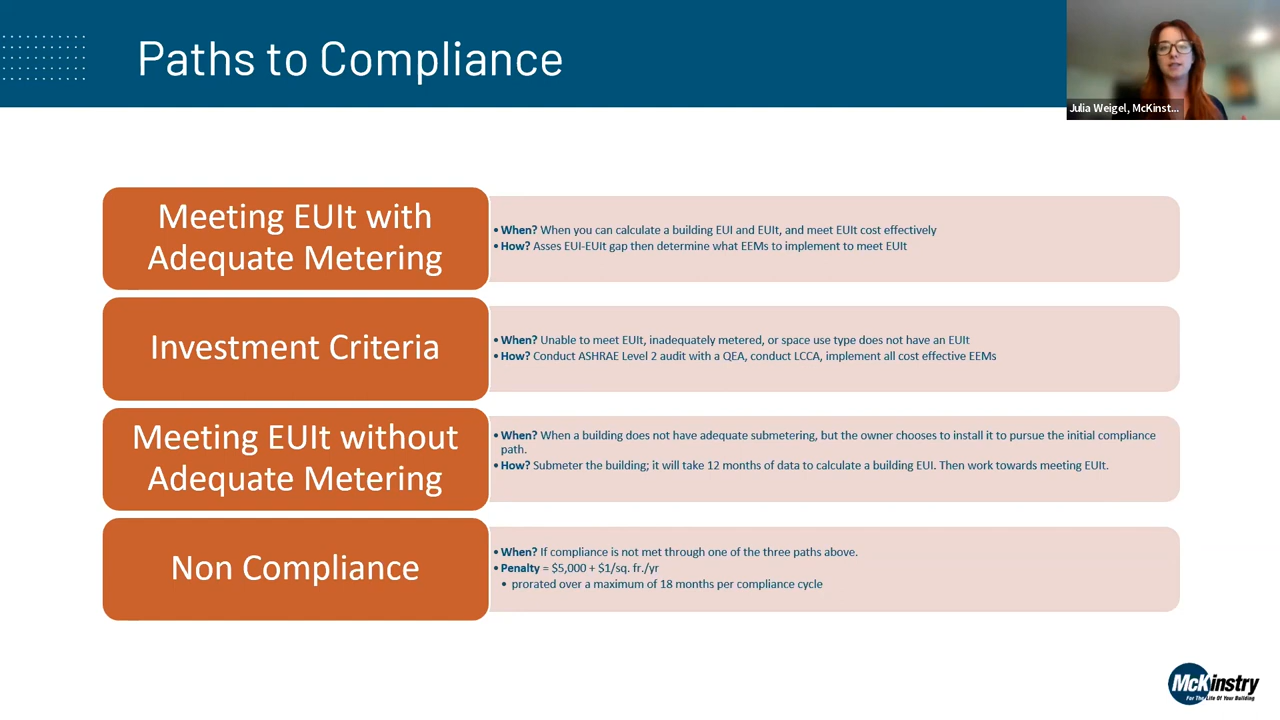 Paths to Compliance
Julia Weigel, McKinst...
Meeting EUIt with
Adequate Metering
• When? When you can calculate a building EUI and EUIt, and meet EUIt cost effectively
• How? Asses EUI-EUIt gap then determine what EEMs to implement to meet EUIt
Investment Criteria
• When? Unable to meet EUIt, inadequately metered, or space use type does not have an EUIt
• How? Conduct ASHRAE Level 2 audit with a QEA, conduct LCCA, implement all cost effective EEMs
Meeting EUIt without
Adequate Metering
• When? When a building does not have adequate submetering, but the owner chooses to install it to pursue the initial compliance
path.
• How? Submeter the building; it will take 12 months of data to calculate a building EUI. Then work towards meeting EUIt.
Non Compliance
• When? If compliance is not met through one of the three paths above.
• Penalty = $5,000 + $1/sq. fr./yr
• prorated over a maximum of 18 months per compliance cycle
McKinstry
For The Life Of Your Building